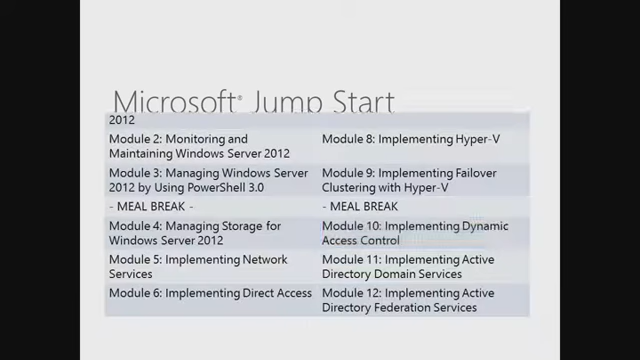 Microsoft® Jump Start
2012
Module 2: Monitoring and
Maintaining Windows Server 2012
Module 8: Implementing Hyper-V
Module 3: Managing Windows Server
2012 by Using PowerShell 3.0
Module 9: Implementing Failover
Clustering with Hyper-V
- MEAL BREAK -
- MEAL BREAK
Module 4: Managing Storage for
Windows Server 2012
Module 10: Implementing Dynamic
Access Control
Module 5: Implementing Network
Services
Module 11: Implementing Active
Directory Domain Services
Module 6: Implementing Direct Access
Module 12: Implementing Active
Directory Federation Services